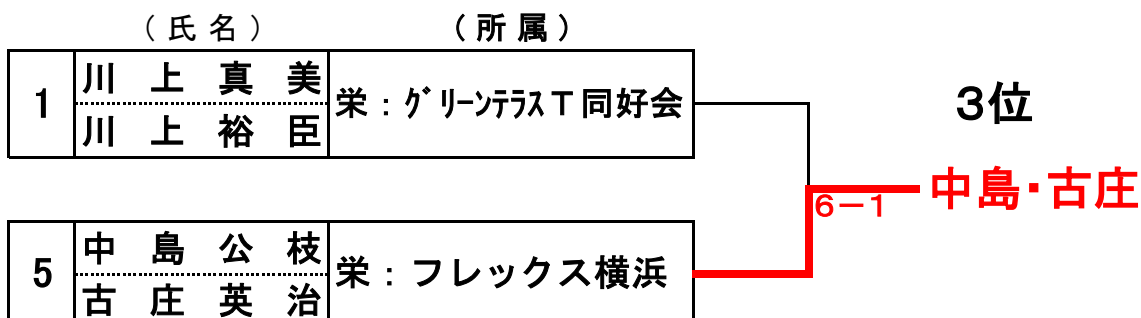 （氏名） （所属）
1 川上真美 栄：ｸﾞﾘｰﾝﾃﾗｽＴ同好会
川上裕臣
３位
中島・古庄
６－１
5 中島公枝 栄：フレックス横浜
古庄英治